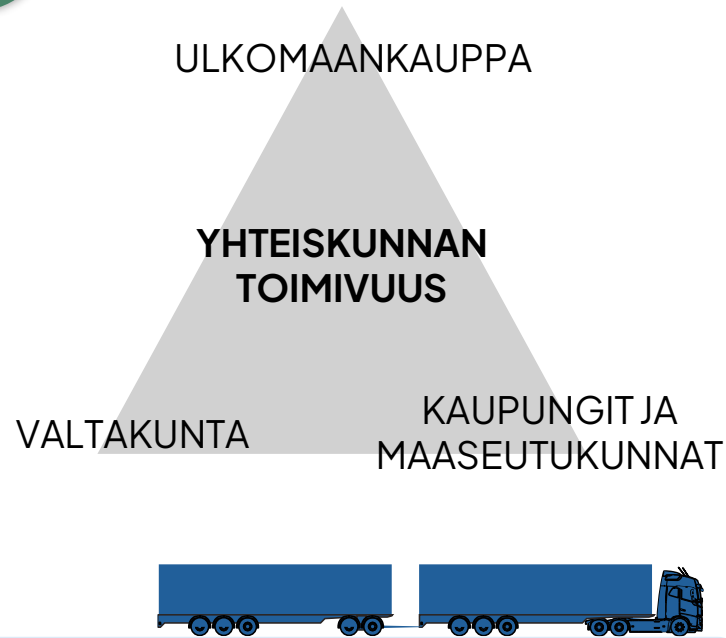 ULKOMAANKAUPPA
YHTEISKUNNAN
TOIMIVUUS
VALTAKUNTA
KAUPUNGIT JA
MAASEUTUKUNNAT